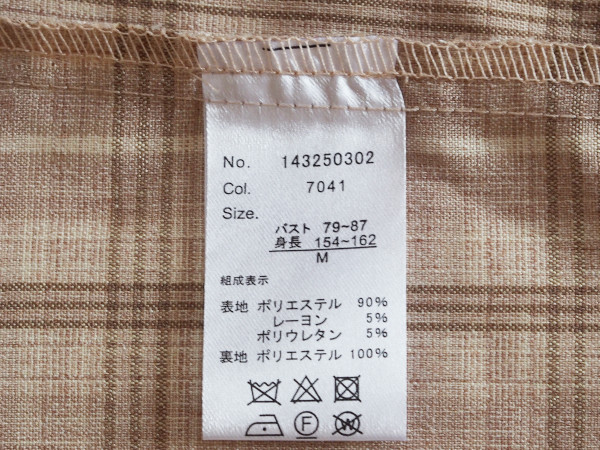 No. 143250302
Col. 7041
Size.
バスト 79~87
身長 154~162
M
組成表示
表地 ポリエステル 90%
レーヨン 5%
ポリウレタン 5%
裏地 ポリエステル 100%
F W